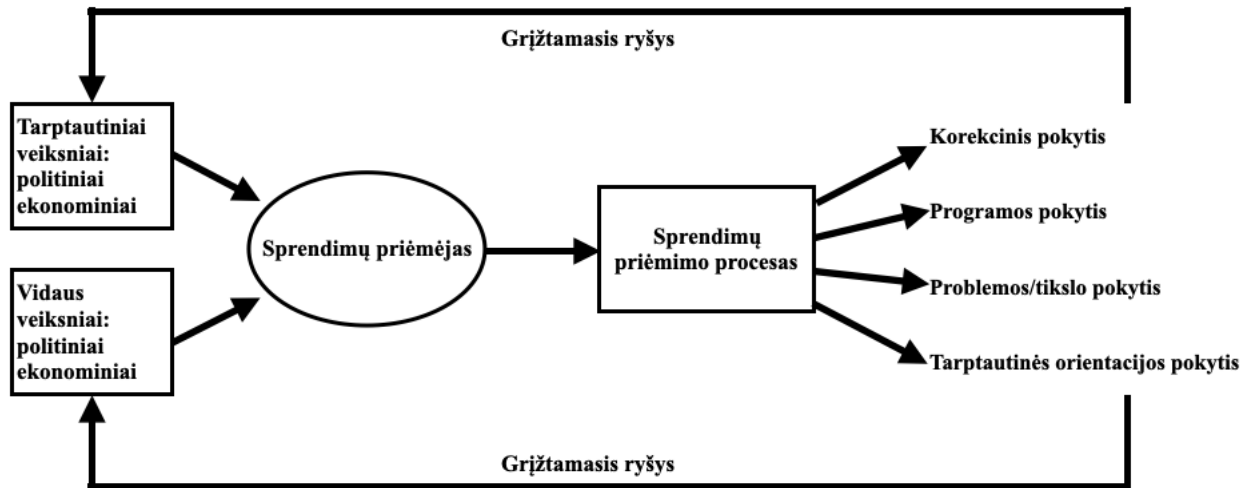 Grįžtamasis ryšys
Tarptautiniai
veiksniai:
politiniai
ekonominiai
Vidaus
veiksniai:
politiniai
ekonominiai
Sprendimų priėmėjas
Sprendimų
priėmimo procesas
Korekcinis pokytis
Programos pokytis
Problemos/tikslo pokytis
Tarptautinės orientacijos pokytis
Grįžtamasis ryšys